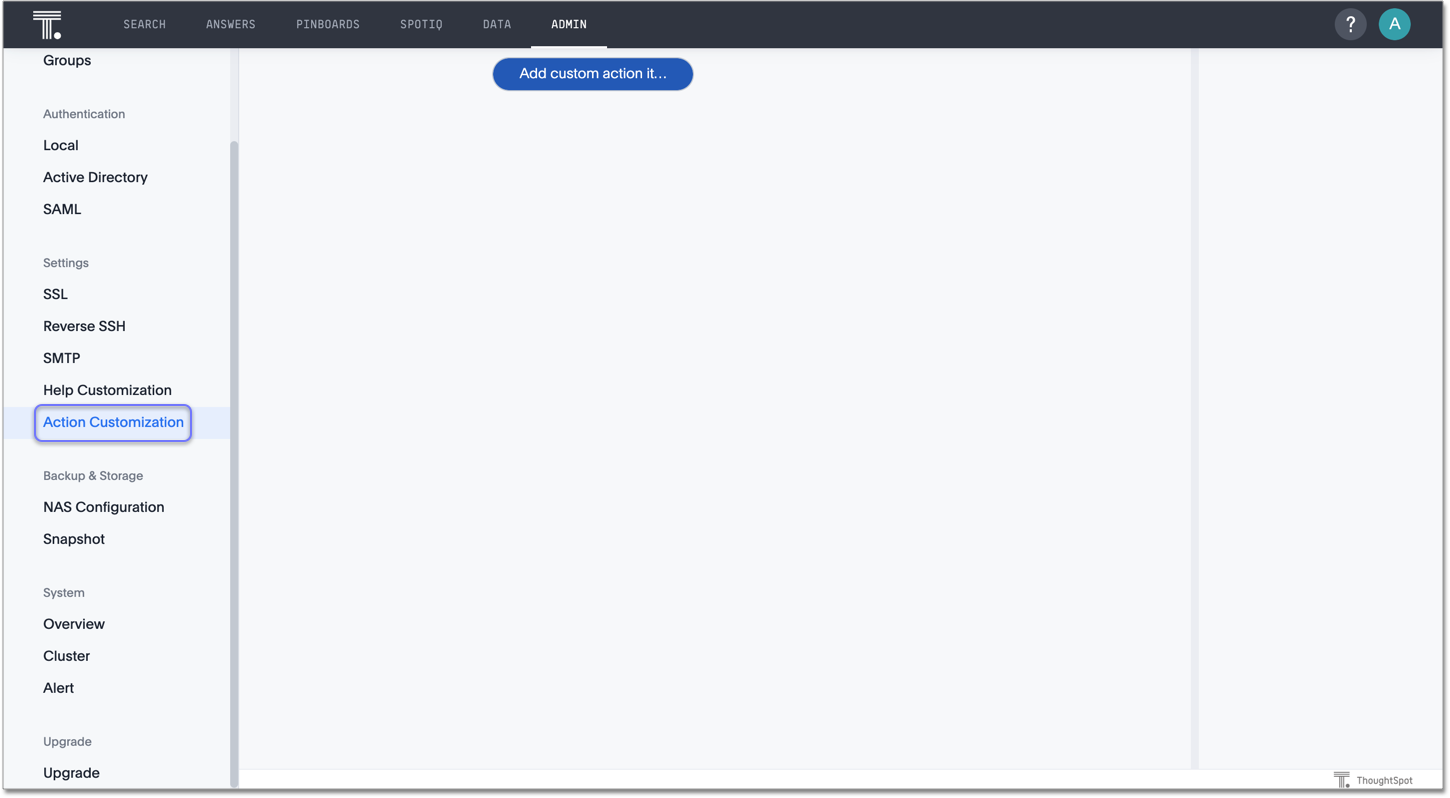 SEARCH ANSWERS PINBOARDS SPOTIQ DATA ADMIN ? A
Groups
Add custom action it...
Authentication
Local
Active Directory
SAML
Settings
SSL
Reverse SSH
SMTP
Help Customization
Action Customization
Backup & Storage
NAS Configuration
Snapshot
System
Overview
Cluster
Alert
Upgrade
Upgrade
ThoughtSpot